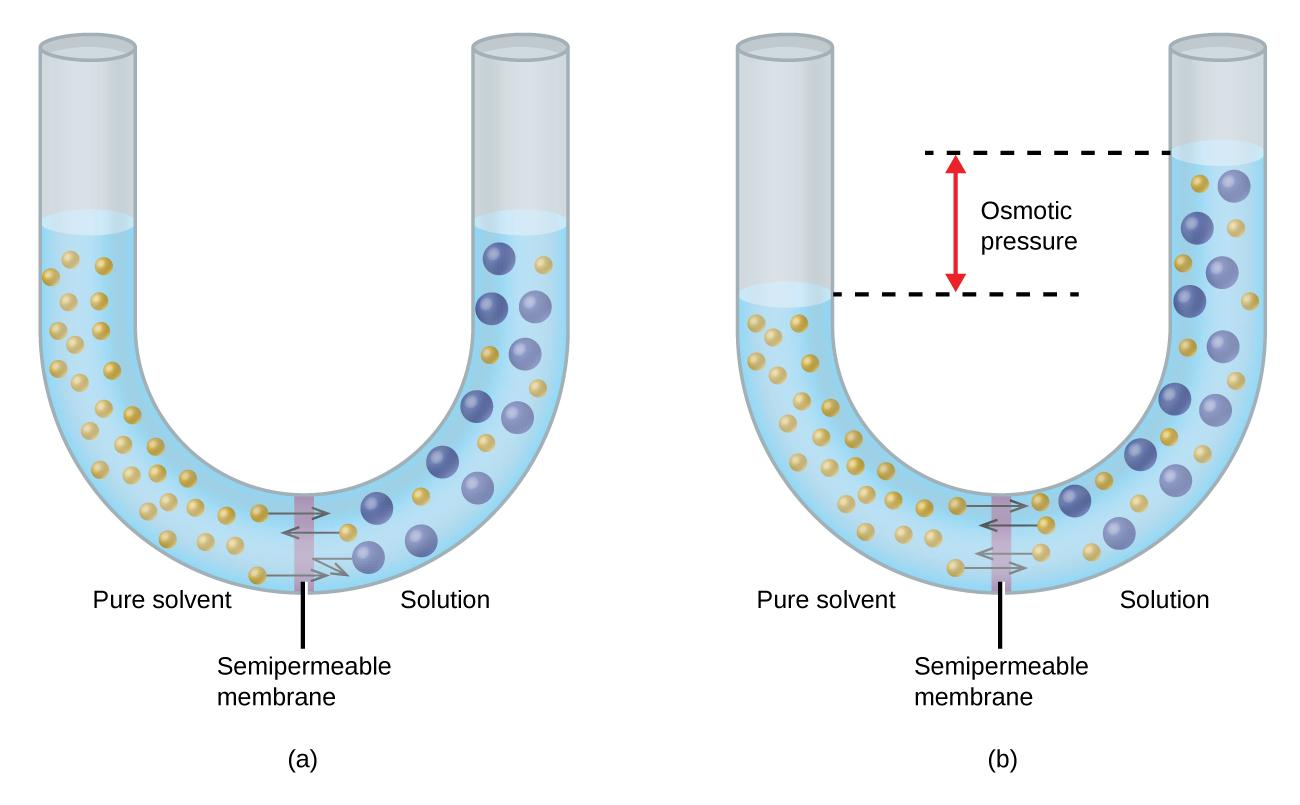 Osmotic
pressure
Pure solvent
Solution
Semipermeable
membrane
(a)
Pure solvent
Solution
Semipermeable
membrane
(b)